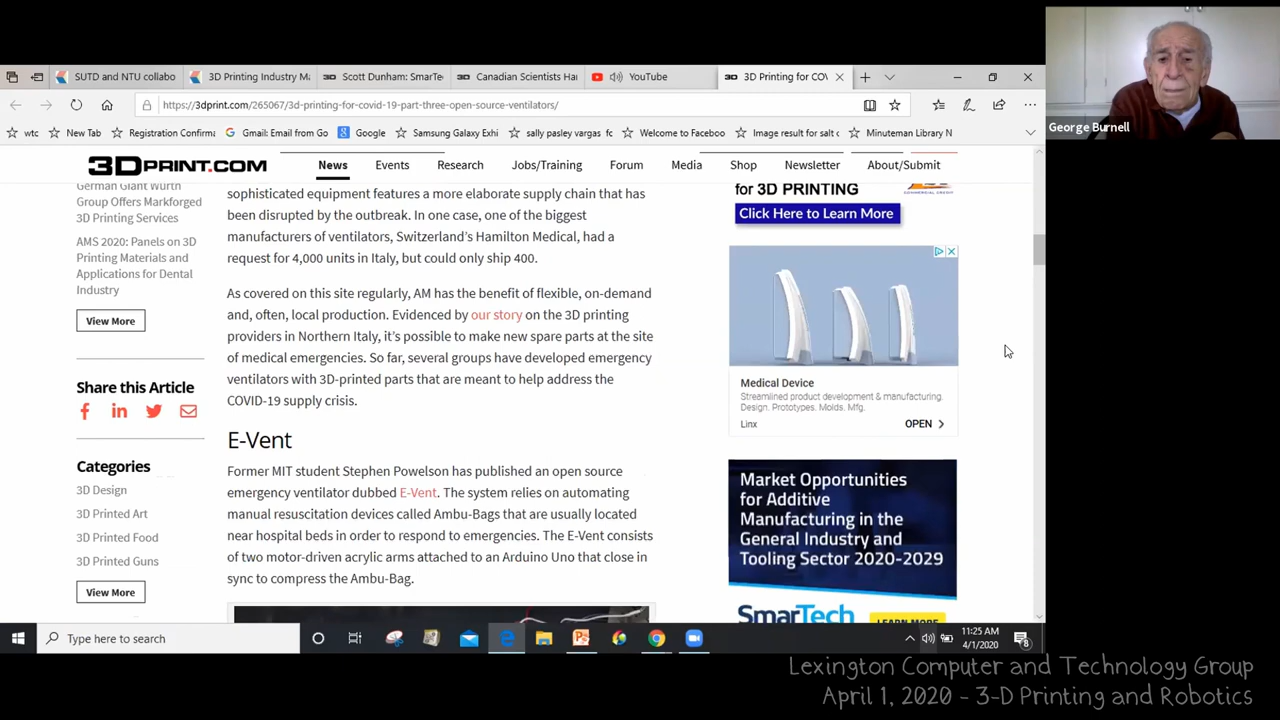 SUTD and NTU collabo
3D Printing Industry Ma
Scott Dunham: SmarTe
Canadian Scientists Ha
YouTube
3D Printing for COV
https://3dprint.com/265067/3d-printing-for-covid-19-part-three-open-source-ventilators/
wtc
New Tab
Registration Confirma
Gmail: Email from Go
Google
Samsung Galaxy Exhi
sally pasley vargas fc
Welcome to Faceboo
Image result for salt c
Minuteman Library N
3DPRINT.COM
News
Events
Research
Jobs/Training
Forum
Media
Shop
Newsletter
About/Submit
German Giant Würth
Group Offers Markforged
3D Printing Services
AMS 2020: Panels on 3D
Printing Materials and
Applications for Dental
Industry
View More
Share this Article
Categories
3D Design
3D Printed Art
3D Printed Food
3D Printed Guns
View More
sophisticated equipment features a more elaborate supply chain that has
been disrupted by the outbreak. In one case, one of the biggest
manufacturers of ventilators, Switzerland's Hamilton Medical, had a
request for 4,000 units in Italy, but could only ship 400.
As covered on this site regularly, AM has the benefit of flexible, on-demand
and, often, local production. Evidenced by our story on the 3D printing
providers in Northern Italy, it's possible to make new spare parts at the site
of medical emergencies. So far, several groups have developed emergency
ventilators with 3D-printed parts that are meant to help address the
COVID-19 supply crisis.
E-Vent
Former MIT student Stephen Powelson has published an open source
emergency ventilator dubbed E-Vent. The system relies on automating
manual resuscitation devices called Ambu-Bags that are usually located
near hospital beds in order to respond to emergencies. The E-Vent consists
of two motor-driven acrylic arms attached to an Arduino Uno that close in
sync to compress the Ambu-Bag.
for 3D PRINTING
Click Here to Learn More
Medical Device
Streamlined product development & manufacturing.
Design. Prototypes. Molds. Mfg.
Linx
OPEN
Market Opportunities
for Additive
Manufacturing in the
General Industry and
Tooling Sector 2020-2029
SmarTech
LEARN MORE
George Burnell
Type here to search
11:25 AM
4/1/2020
8
Lexington Computer and Technology Group
April 1, 2020 - 3-D Printing and Robotics